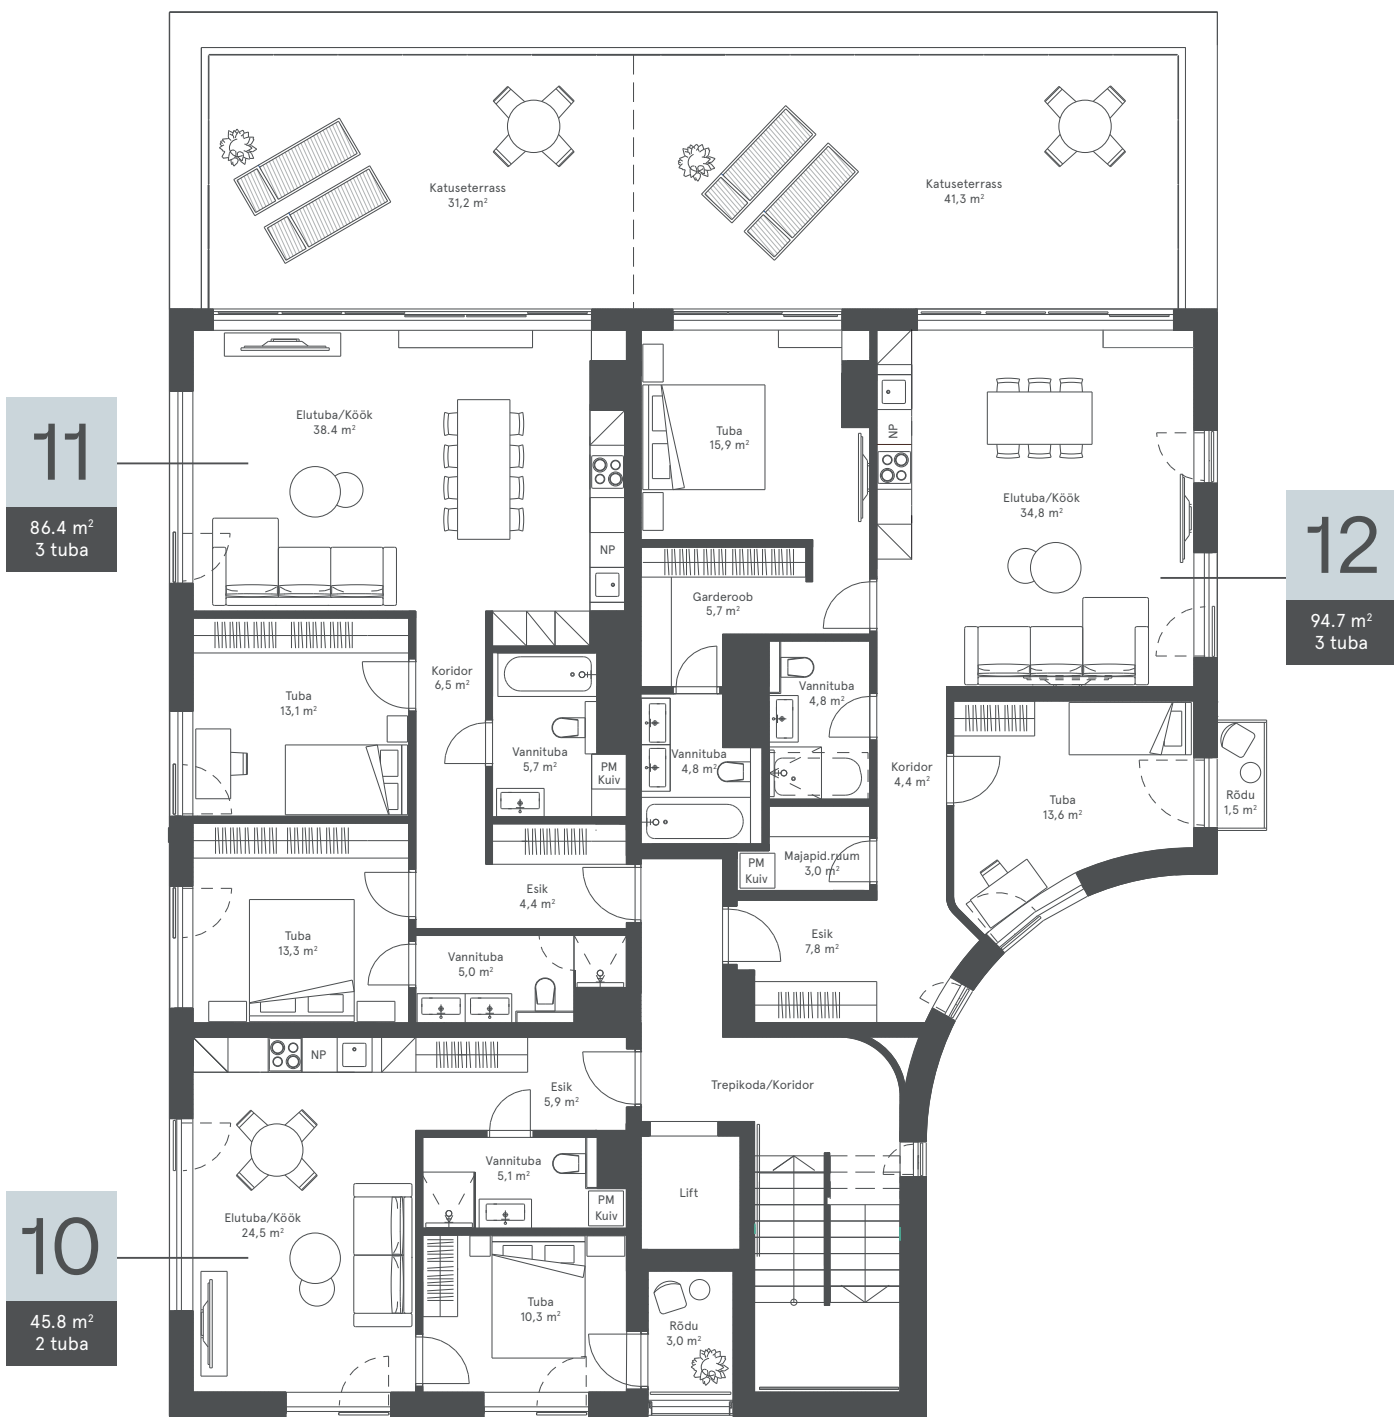 Katuseterrass
31,2 m²
Katuseterrass
41,3 m²
11
86.4 m²
3 tuba
Elutuba/Köök
38.4 m²
NP
Tuba
15,9 m²
NP
Elutuba/Köök
34,8 m²
12
94.7 m²
3 tuba
Garderoob
5,7 m²
Koridor
6,5 m²
Tuba
13,1 m²
Vannituba
5,7 m²
PM
Kuiv
Vannituba
4,8 m²
Vannituba
4,8 m²
Koridor
4,4 m²
Tuba
13,6 m²
Rõdu
1,5 m²
Majapid.ruum
3,0 m²
PM
Kuiv
Esik
4,4 m²
Tuba
13,3 m²
Vannituba
5,0 m²
Esik
7,8 m²
NP
Esik
5,9 m²
Trepikoda/Koridor
Vannituba
5,1 m²
PM
Kuiv
Lift
10
45.8 m²
2 tuba
Elutuba/Köök
24,5 m²
Tuba
10,3 m²
Rõdu
3,0 m²